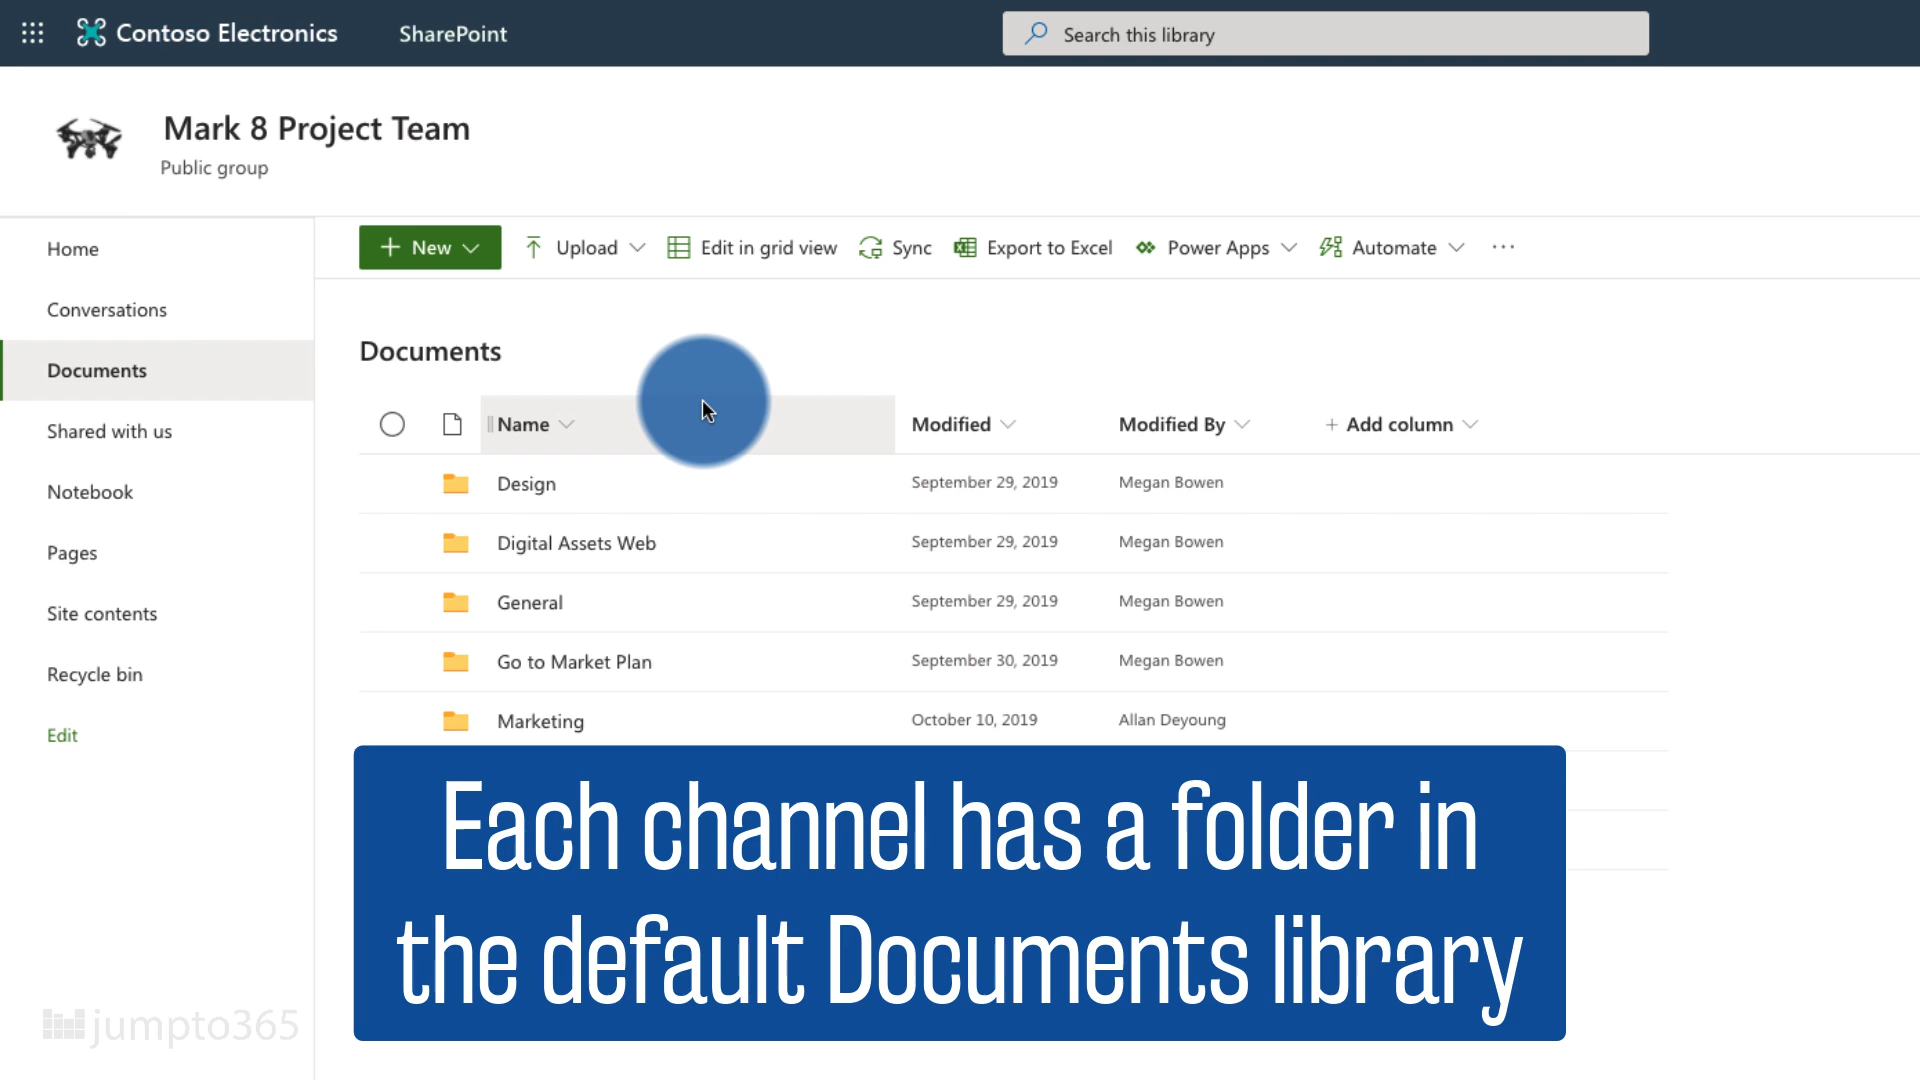 Contoso Electronics
SharePoint
Search this library
Mark 8 Project Team
Public group
Home
Conversations
Documents
Shared with us
Notebook
Pages
Site contents
Recycle bin
Edit
+ New
Upload
Edit in grid view
Sync
Export to Excel
Power Apps
Automate
...
Documents
Name Modified Modified By + Add column
Design September 29, 2019 Megan Bowen
Digital Assets Web September 29, 2019 Megan Bowen
General September 29, 2019 Megan Bowen
Go to Market Plan September 30, 2019 Megan Bowen
Marketing October 10, 2019 Allan Deyoung
Each channel has a folder in
the default Documents library
jumpto365